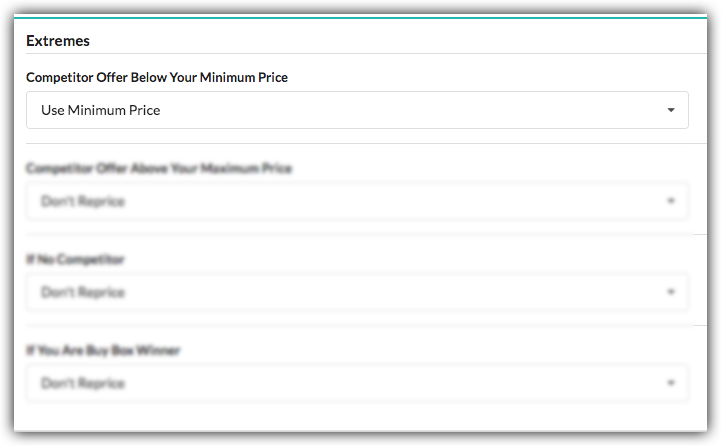 Extremes
Competitor Offer Below Your Minimum Price
Use Minimum Price
Competitor Offer Above Your Maximum Price
Don't Reprice
If No Competitor
Don't Reprice
If You Are Buy Box Winner
Don't Reprice